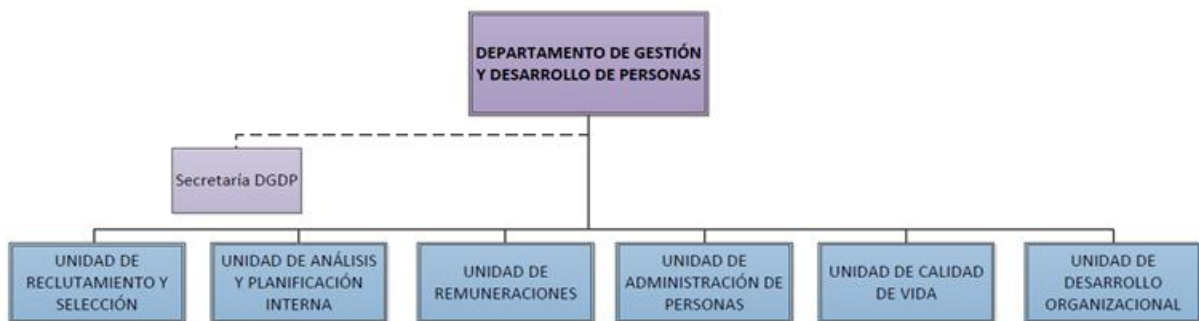 DEPARTAMENTO DE GESTIÓN
Y DESARROLLO DE PERSONAS
Secretaría DGDP
UNIDAD DE
RECLUTAMIENTO Y
SELECCIÓN
UNIDAD DE ANÁLISIS
Y PLANIFICACIÓN
INTERNA
UNIDAD DE
REMUNERACIONES
UNIDAD DE
ADMINISTRACIÓN DE
PERSONAS
UNIDAD DE CALIDAD
DE VIDA
UNIDAD DE
DESARROLLO
ORGANIZACIONAL